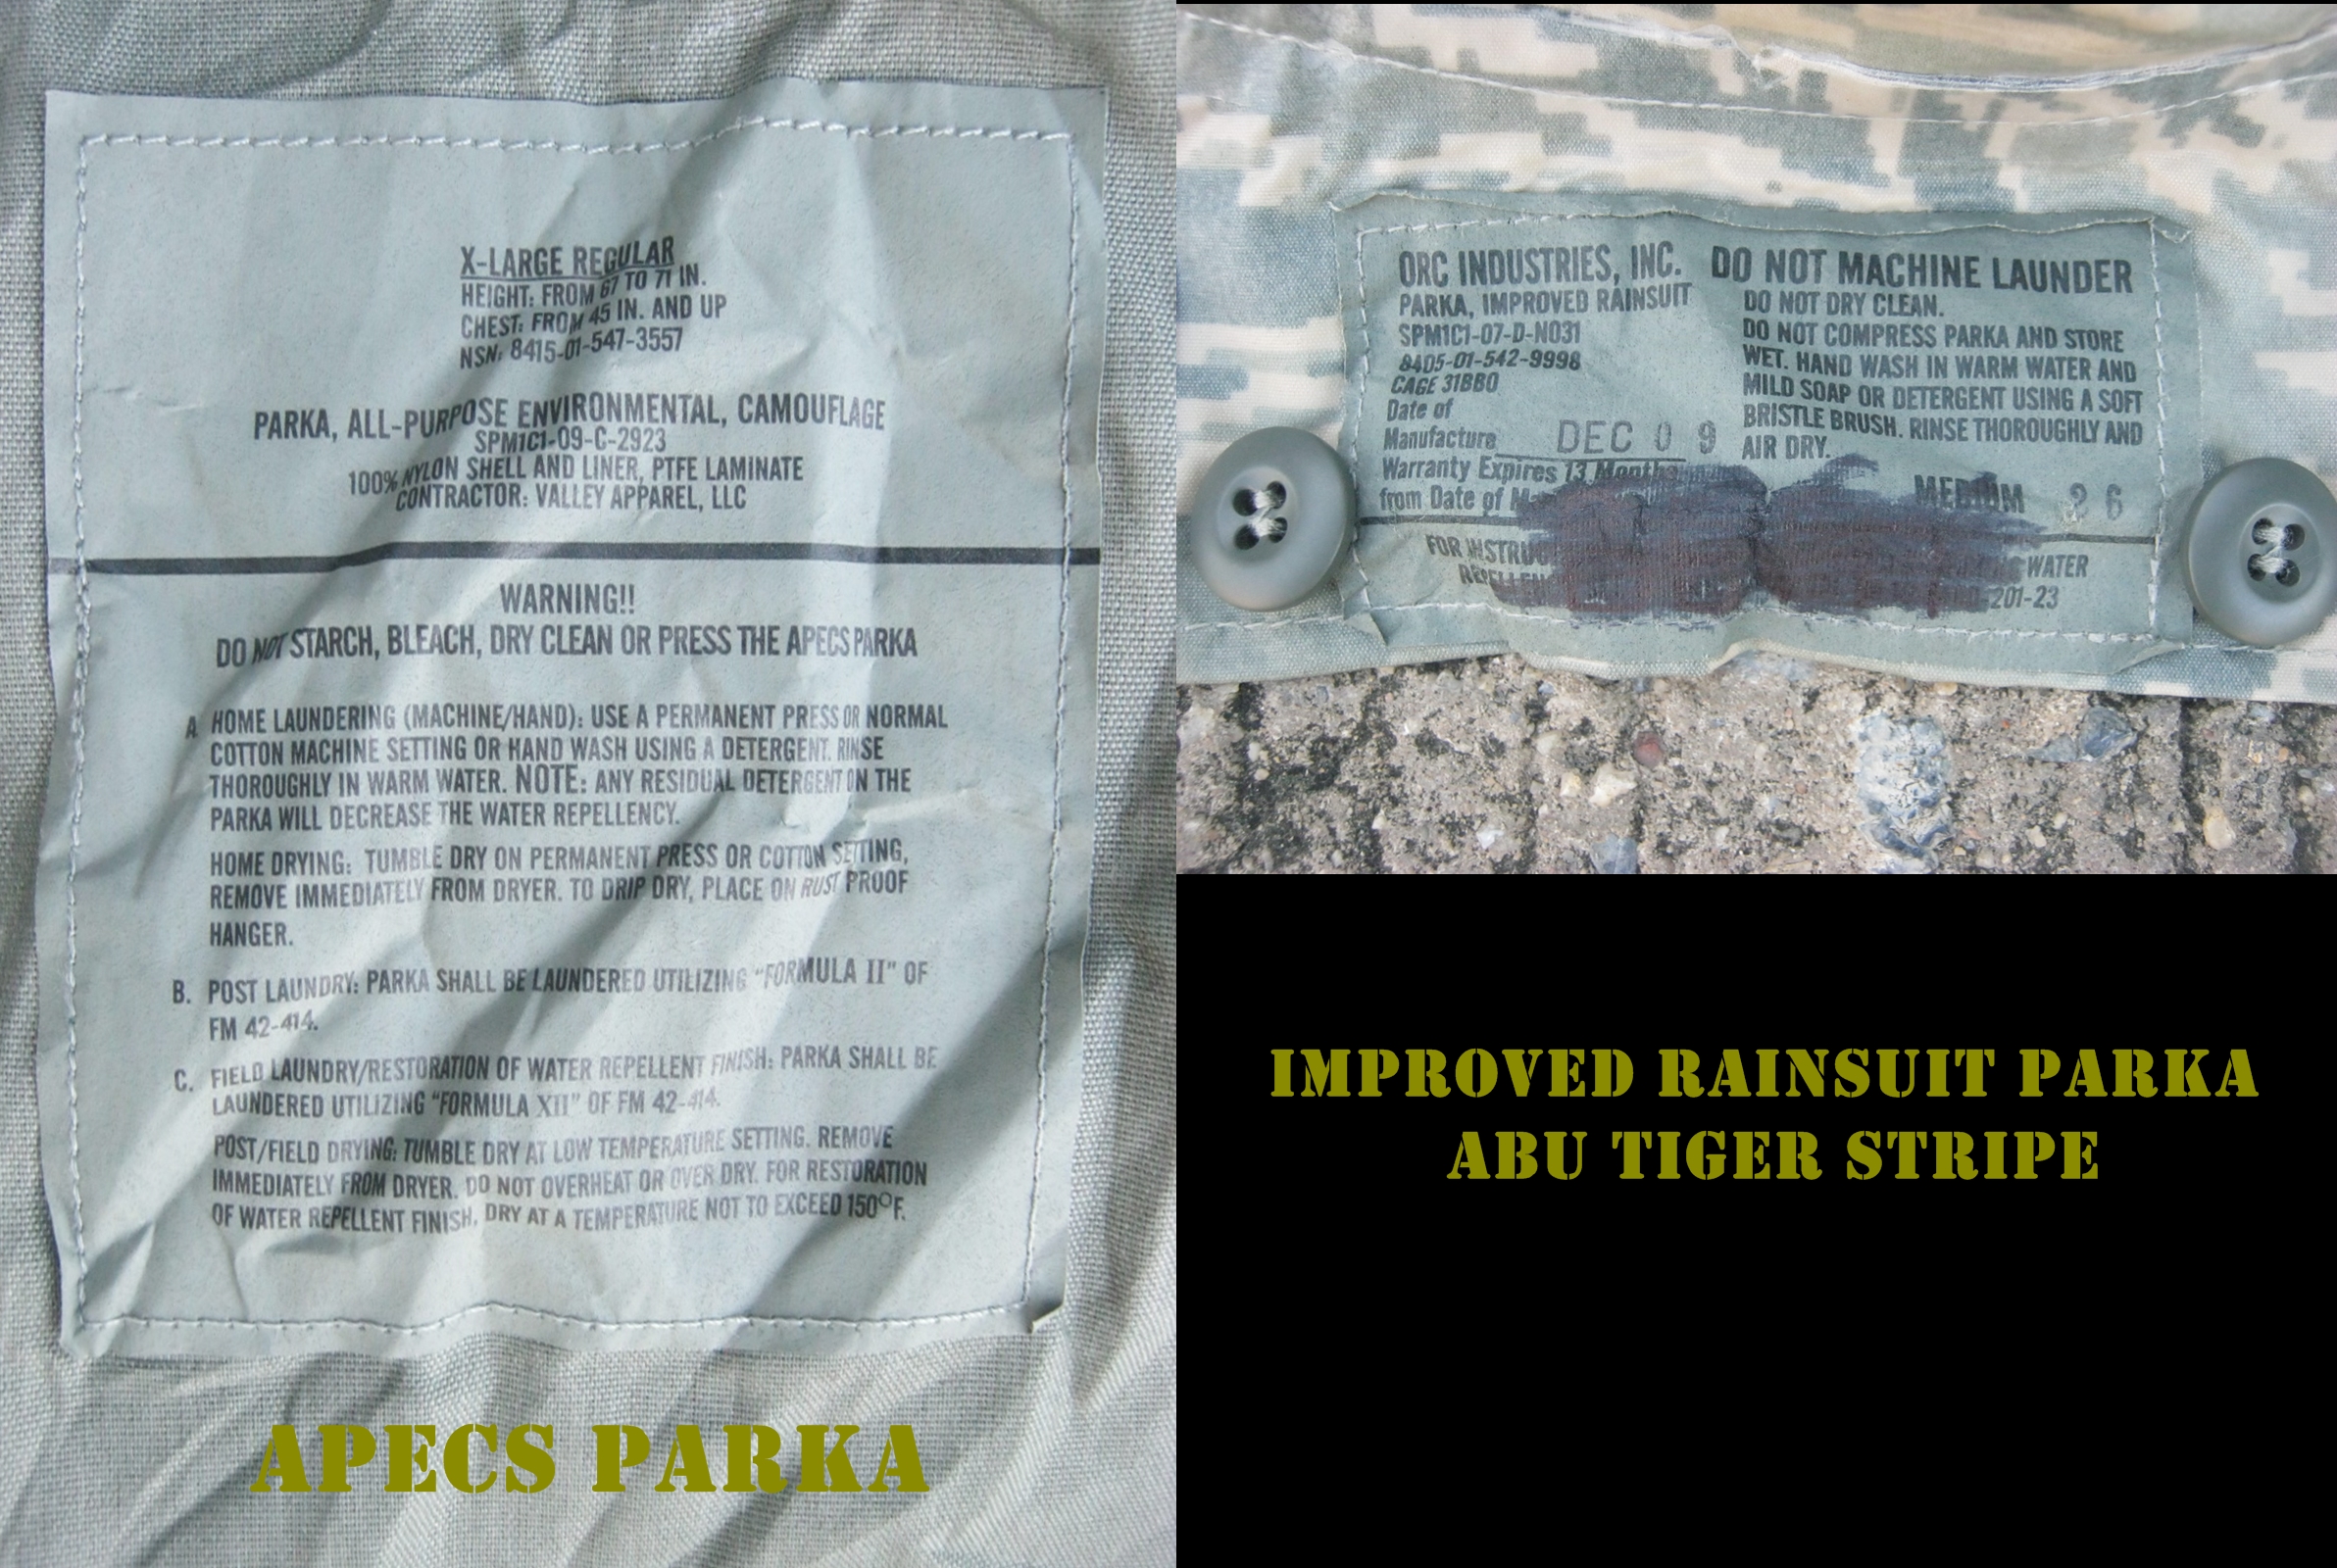 X-LARGE REGULAR
HEIGHT: FROM 67 TO 71 IN.
CHEST: FROM 45 IN. AND UP
NSN: 8415-01-547-3557
PARKA, ALL-PURPOSE ENVIRONMENTAL, CAMOUFLAGE
SPM1C1-09-C-2923
100% NYLON SHELL AND LINER, PTFE LAMINATE
CONTRACTOR: VALLEY APPAREL, LLC
WARNING!!
DO NOT STARCH, BLEACH, DRY CLEAN OR PRESS THE APECS PARKA
A HOME LAUNDERING (MACHINE/HAND): USE A PERMANENT PRESS OR NORMAL
COTTON MACHINE SETTING OR HAND WASH USING A DETERGENT. RINSE
THOROUGHLY IN WARM WATER. NOTE: ANY RESIDUAL DETERGENT ON THE
PARKA WILL DECREASE THE WATER REPELLENCY.
HOME DRYING: TUMBLE DRY ON PERMANENT PRESS OR COTTON SETTING,
REMOVE IMMEDIATELY FROM DRYER. TO DRIP DRY, PLACE ON RUST PROOF
HANGER.
B. POST LAUNDRY: PARKA SHALL BE LAUNDERED UTILIZING "FORMULA II" OF
FM 42-414.
C. FIELD LAUNDRY/RESTORATION OF WATER REPELLENT FINISH: PARKA SHALL BE
LAUNDERED UTILIZING "FORMULA XII" OF FM 42-414.
POST/FIELD DRYING: TUMBLE DRY AT LOW TEMPERATURE SETTING. REMOVE
IMMEDIATELY FROM DRYER. DO NOT OVERHEAT OR OVER DRY. FOR RESTORATION
OF WATER REPELLENT FINISH, DRY AT A TEMPERATURE NOT TO EXCEED 150°F.
APECS PARKA
ORC INDUSTRIES, INC.
PARKA, IMPROVED RAINSUIT
SPM1C1-07-D-N031
8405-01-542-9998
CAGE 31BB0
Date of
Manufacture DEC 09
Warranty Expires 13 Months
from Date of
DO NOT MACHINE LAUNDER
DO NOT DRY CLEAN.
DO NOT COMPRESS PARKA AND STORE
WET. HAND WASH IN WARM WATER AND
MILD SOAP OR DETERGENT USING A SOFT
BRISTLE BRUSH. RINSE THOROUGHLY AND
AIR DRY.
MEDIUM 26
FOR WATER
201-23
IMPROVED RAINSUIT PARKA
ABU TIGER STRIPE